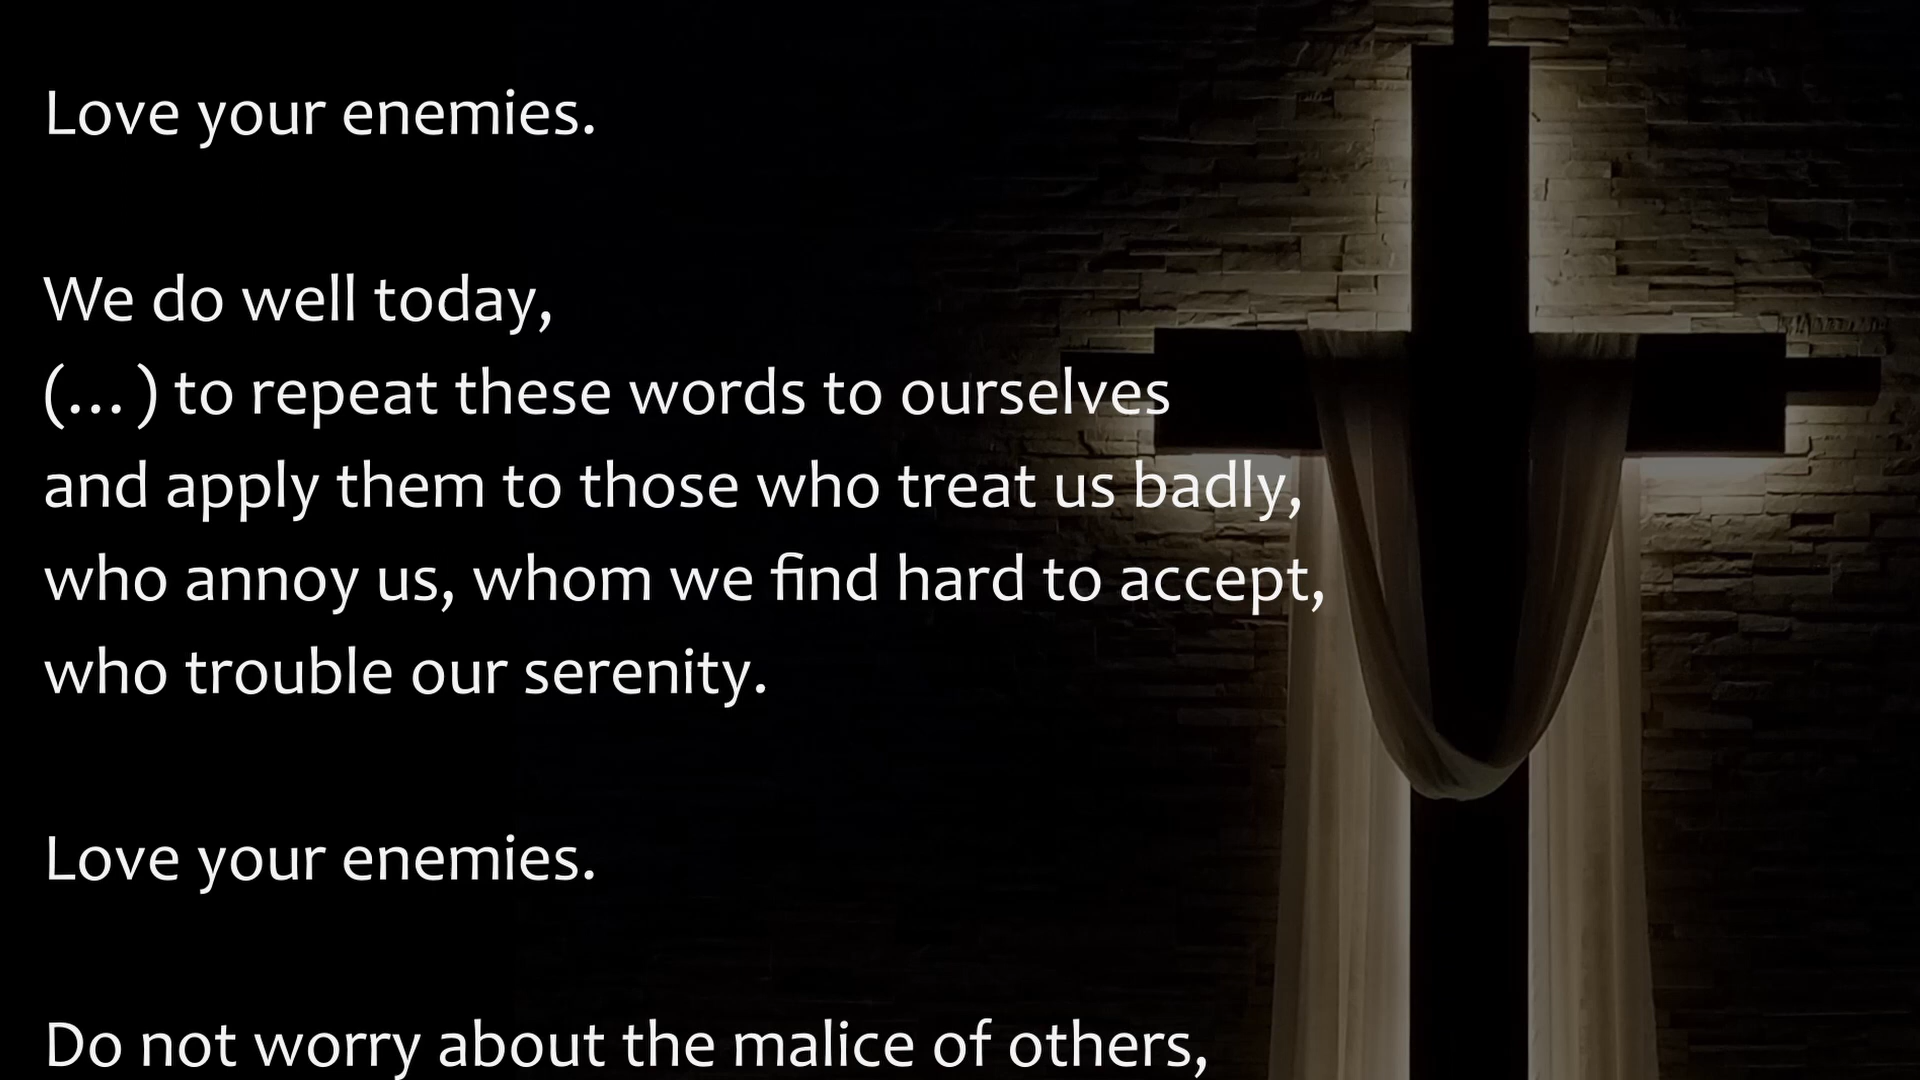 Love your enemies.
We do well today,
(…) to repeat these words to ourselves
and apply them to those who treat us badly,
who annoy us, whom we find hard to accept,
who trouble our serenity.
Love your enemies.
Do not worry about the malice of others,